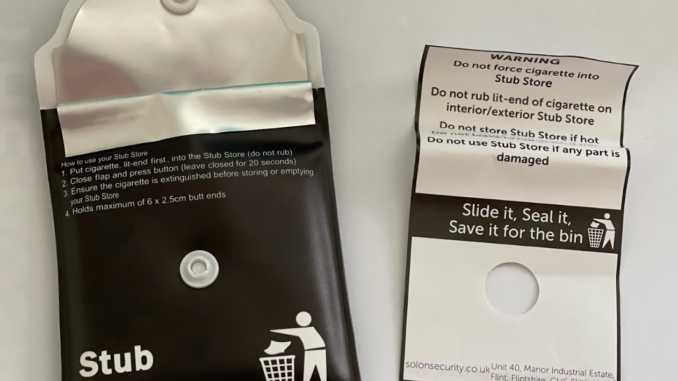 How to use your Stub Store
1. Put cigarette, lit-end first, into the Stub Store (do not rub)
2. Close flap and press button (leave closed for 20 seconds)
3. Ensure the cigarette is extinguished before storing or emptying
your Stub Store
4. Holds maximum of 6 x 2.5cm butt ends
Stub
WARNING
Do not force cigarette into
Stub Store
Do not rub lit-end of cigarette on
interior/exterior Stub Store
Do not store Stub Store if hot
Do not use Stub Store if any part is
damaged
Slide it, Seal it,
Save it for the bin
solonsecurity.co.uk Unit 40, Manor Industrial Estate,
Flint, Flintshire,